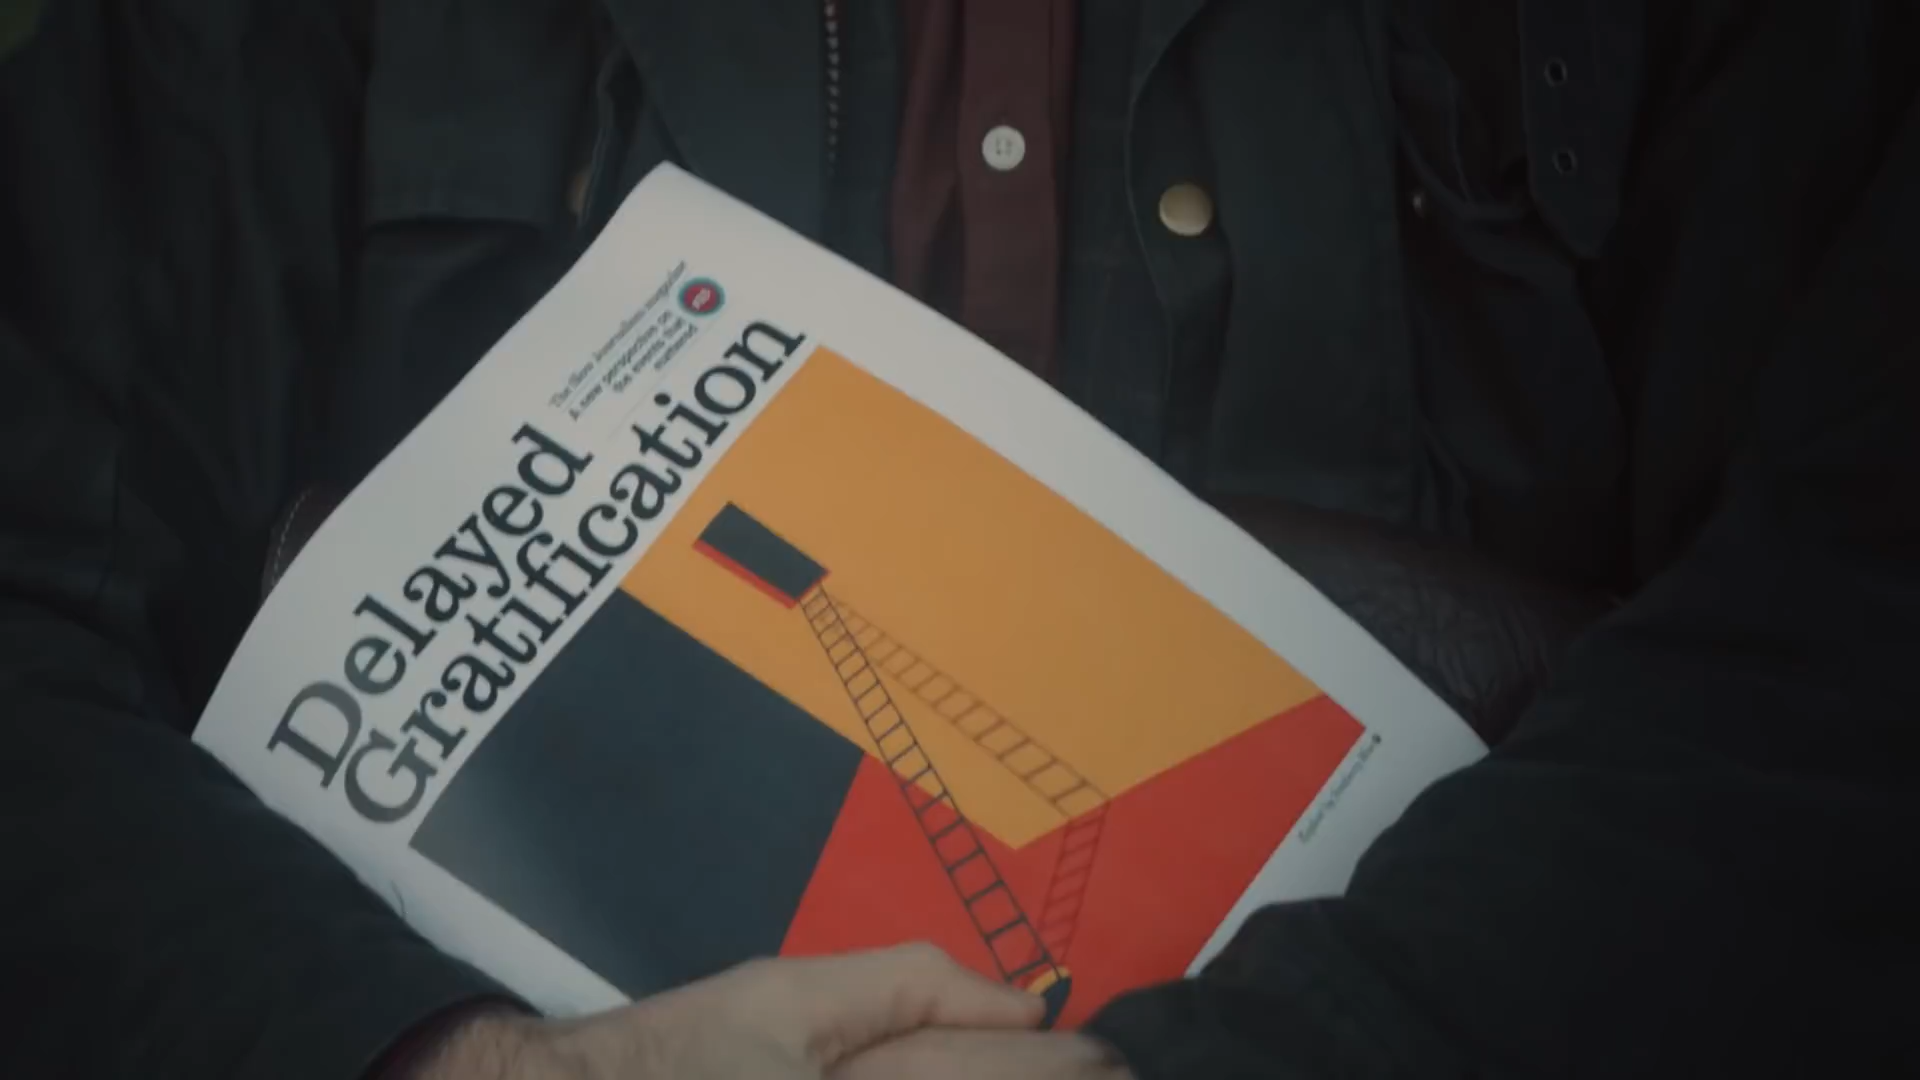 The Slow Journalism magazine
A new perspective on
the events that
mattered
Delayed
Gratification